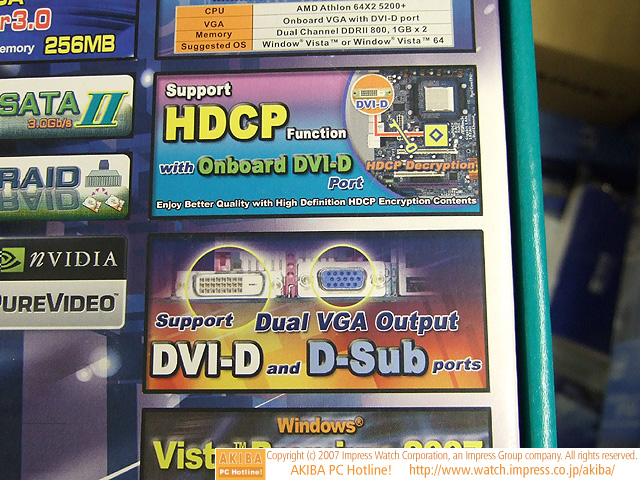 r3.0
emory 256MB
CPU AMD Athlon 64X2 5200+
VGA Onboard VGA with DVI-D port
Memory Dual Channel DDRII 800, 1GB x 2
Suggested OS Window® Vista™ or Window® Vista™ 64
SATA II
3.0Gb/s
RAID
nVIDIA
PUREVIDEO™
Support
HDCP Function
with Onboard DVI-D
Port
DVI-D
HDCP Decryption
Enjoy Better Quality with High Definition HDCP Encryption Contents
Support Dual VGA Output
DVI-D and D-Sub ports
Windows®
Vista™
AKIBA
PC Hotline!
Copyright (c) 2007 Impress Watch Corporation, an Impress Group company. All rights reserved.
AKIBA PC Hotline! http://www.watch.impress.co.jp/akiba/